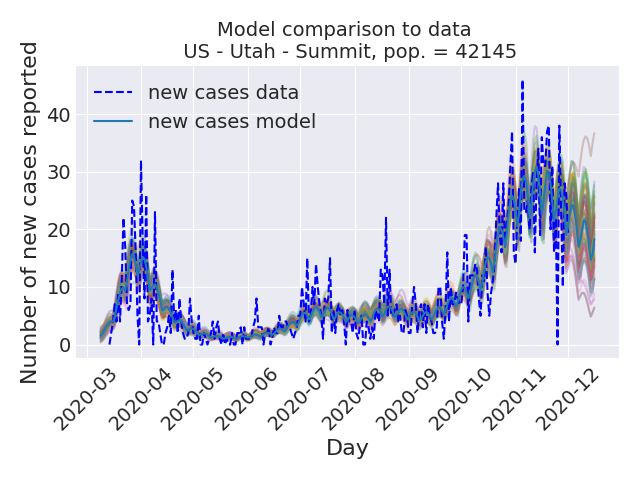 Model comparison to data
US - Utah - Summit, pop. = 42145
Number of new cases reported
40
30
20
10
0
new cases data
new cases model
2020-03
2020-04
2020-05
2020-06
2020-07
2020-08
2020-09
2020-10
2020-11
2020-12
Day